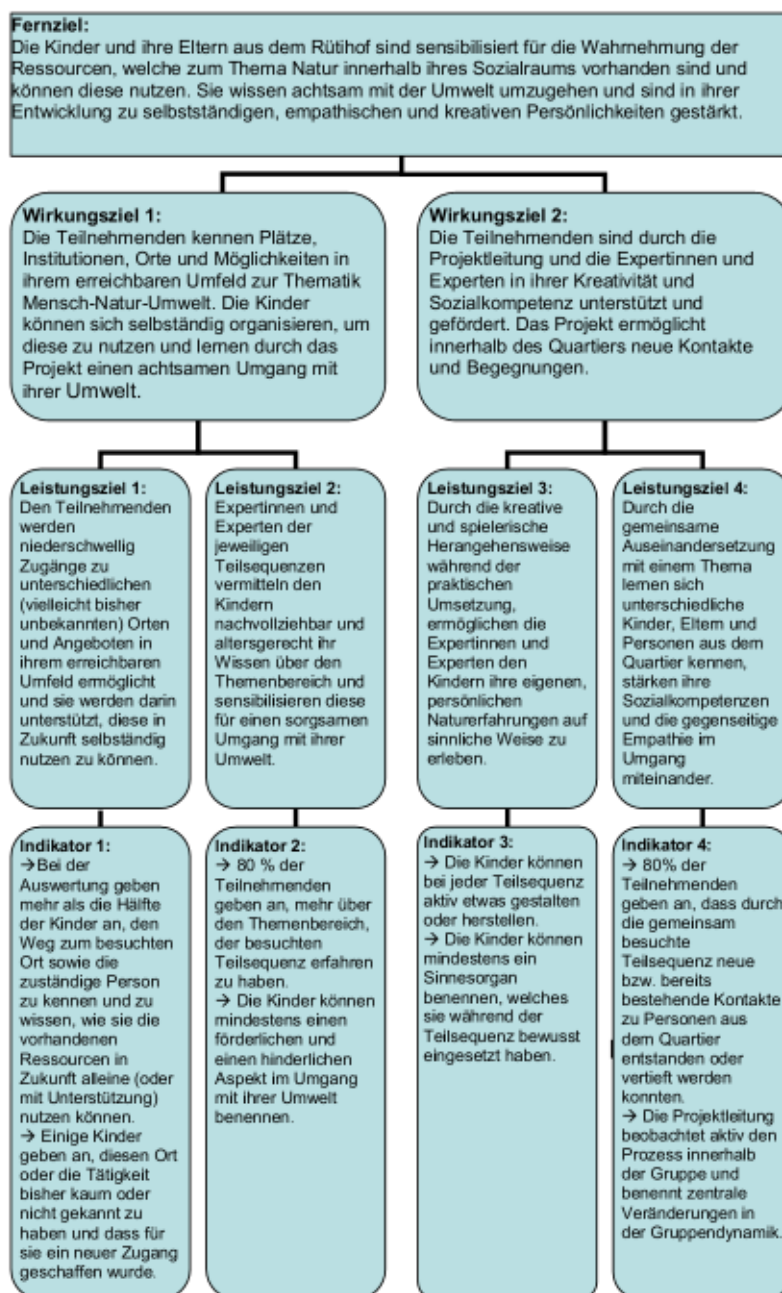 Fernziel:
Die Kinder und ihre Eltern aus dem Rütihof sind sensibilisiert für die Wahrnehmung der
Ressourcen, welche zum Thema Natur innerhalb ihres Sozialraums vorhanden sind und
können diese nutzen. Sie wissen achtsam mit der Umwelt umzugehen und sind in ihrer
Entwicklung zu selbstständigen, empathischen und kreativen Persönlichkeiten gestärkt.
Wirkungsziel 1:
Die Teilnehmenden kennen Plätze,
Institutionen, Orte und Möglichkeiten in
ihrem erreichbaren Umfeld zur Thematik
Mensch-Natur-Umwelt. Die Kinder
können sich selbständig organisieren, um
diese zu nutzen und lernen durch das
Projekt einen achtsamen Umgang mit
ihrer Umwelt.
Wirkungsziel 2:
Die Teilnehmenden sind durch die
Projektleitung und die Expertinnen und
Experten in ihrer Kreativität und
Sozialkompetenz unterstützt und
gefördert. Das Projekt ermöglicht
innerhalb des Quartiers neue Kontakte
und Begegnungen.
Leistungsziel 1:
Den Teilnehmenden
werden
niederschwellig
Zugänge zu
unterschiedlichen
(vielleicht bisher
unbekannten) Orten
und Angeboten in
ihrem erreichbaren
Umfeld ermöglicht
und sie werden darin
unterstützt, diese in
Zukunft selbständig
nutzen zu können.
Leistungsziel 2:
Expertinnen und
Experten der
jeweiligen
Teilsequenzen
vermitteln den
Kindern
nachvollziehbar und
altersgerecht ihr
Wissen über den
Themenbereich und
sensibilisieren diese
für einen sorgsamen
Umgang mit ihrer
Umwelt.
Leistungsziel 3:
Durch die kreative
und spielerische
Herangehensweise
während der
praktischen
Umsetzung,
ermöglichen die
Expertinnen und
Experten den
Kindern ihre eigenen,
persönlichen
Naturerfahrungen auf
sinnliche Weise zu
erleben.
Leistungsziel 4:
Durch die
gemeinsame
Auseinandersetzung
mit einem Thema
lernen sich
unterschiedliche
Kinder, Eltern und
Personen aus dem
Quartier kennen,
stärken ihre
Sozialkompetenzen
und die gegenseitige
Empathie im
Umgang
miteinander.
Indikator 1:
→Bei der
Auswertung geben
mehr als die Hälfte
der Kinder an, den
Weg zum besuchten
Ort sowie die
zuständige Person
zu kennen und zu
wissen, wie sie die
vorhandenen
Ressourcen in
Zukunft alleine (oder
mit Unterstützung)
nutzen können.
→ Einige Kinder
geben an, diesen Ort
oder die Tätigkeit
bisher kaum oder
nicht gekannt zu
haben und dass für
sie ein neuer Zugang
geschaffen wurde.
Indikator 2:
→ 80 % der
Teilnehmenden
geben an, mehr über
den Themenbereich,
der besuchten
Teilsequenz erfahren
zu haben.
→ Die Kinder können
mindestens einen
förderlichen und
einen hinderlichen
Aspekt im Umgang
mit ihrer Umwelt
benennen.
Indikator 3:
→ Die Kinder können
bei jeder Teilsequenz
aktiv etwas gestalten
oder herstellen.
→ Die Kinder können
mindestens ein
Sinnesorgan
benennen, welches
sie während der
Teilsequenz bewusst
eingesetzt haben.
Indikator 4:
→ 80% der
Teilnehmenden
geben an, dass durch
die gemeinsam
besuchte
Teilsequenz neue
bzw. bereits
bestehende Kontakte
zu Personen aus
dem Quartier
entstanden oder
vertieft werden
konnten.
→ Die Projektleitung
beobachtet aktiv den
Prozess innerhalb
der Gruppe und
benennt zentrale
Veränderungen in
der Gruppendynamik.